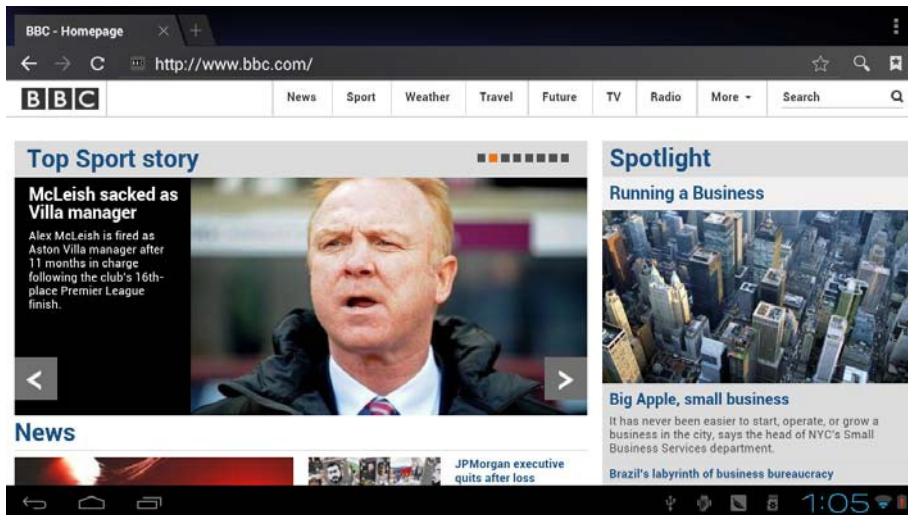 BBC - Homepage
http://www.bbc.com/
BBC
News Sport Weather Travel Future TV Radio More Search
Top Sport story
McLeish sacked as
Villa manager
Alex McLeish is fired as
Aston Villa manager after
11 months in charge
following the club's 16th-
place Premier League
finish.
News
JPMorgan executive
quits after loss
Spotlight
Running a Business
Big Apple, small business
It has never been easier to start, operate, or grow a
business in the city, says the head of NYC's Small
Business Services department.
Brazil's labyrinth of business bureaucracy
1:05